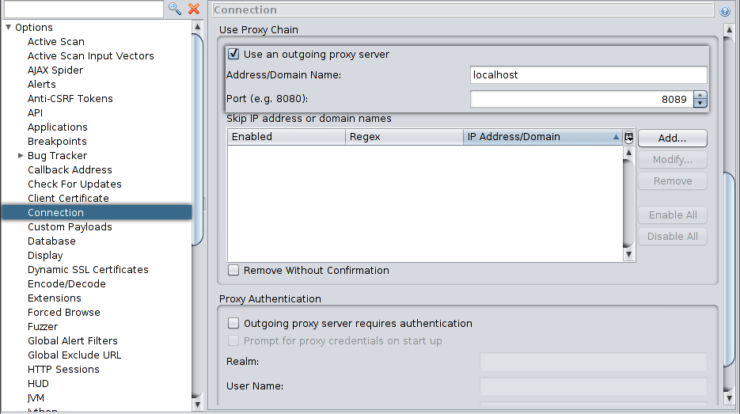 Options
Active Scan
Active Scan Input Vectors
AJAX Spider
Alerts
Anti-CSRF Tokens
API
Applications
Breakpoints
Bug Tracker
Callback Address
Check For Updates
Client Certificate
Connection
Custom Payloads
Database
Display
Dynamic SSL Certificates
Encode/Decode
Extensions
Forced Browse
Fuzzer
Global Alert Filters
Global Exclude URL
HTTP Sessions
HUD
JVM
Connection
Use Proxy Chain
Use an outgoing proxy server
Address/Domain Name: localhost
Port (e.g. 8080): 8089
Skip IP address or domain names
Enabled Regex IP Address/Domain
Add...
Modify...
Remove
Enable All
Disable All
Remove Without Confirmation
Proxy Authentication
Outgoing proxy server requires authentication
Prompt for proxy credentials on start up
Realm:
User Name: